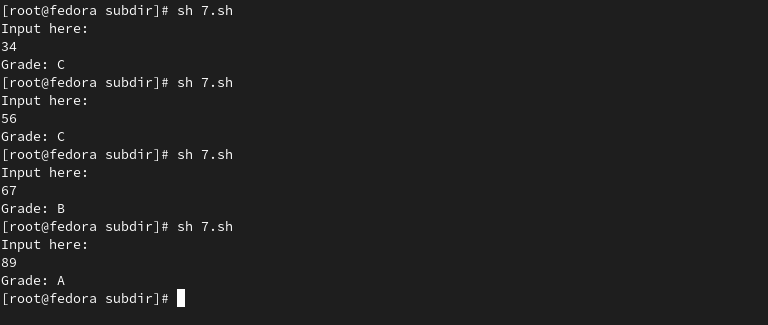 [root@fedora subdir]# sh 7.sh
Input here:
34
Grade: C
[root@fedora subdir]# sh 7.sh
Input here:
56
Grade: C
[root@fedora subdir]# sh 7.sh
Input here:
67
Grade: B
[root@fedora subdir]# sh 7.sh
Input here:
89
Grade: A
[root@fedora subdir]#